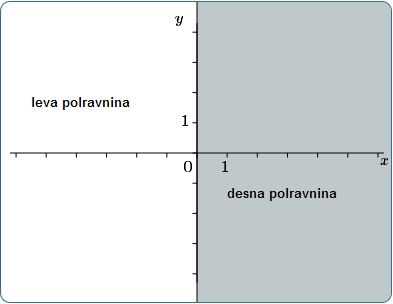 y
leva polravnina
1
0 1 x
desna polravnina